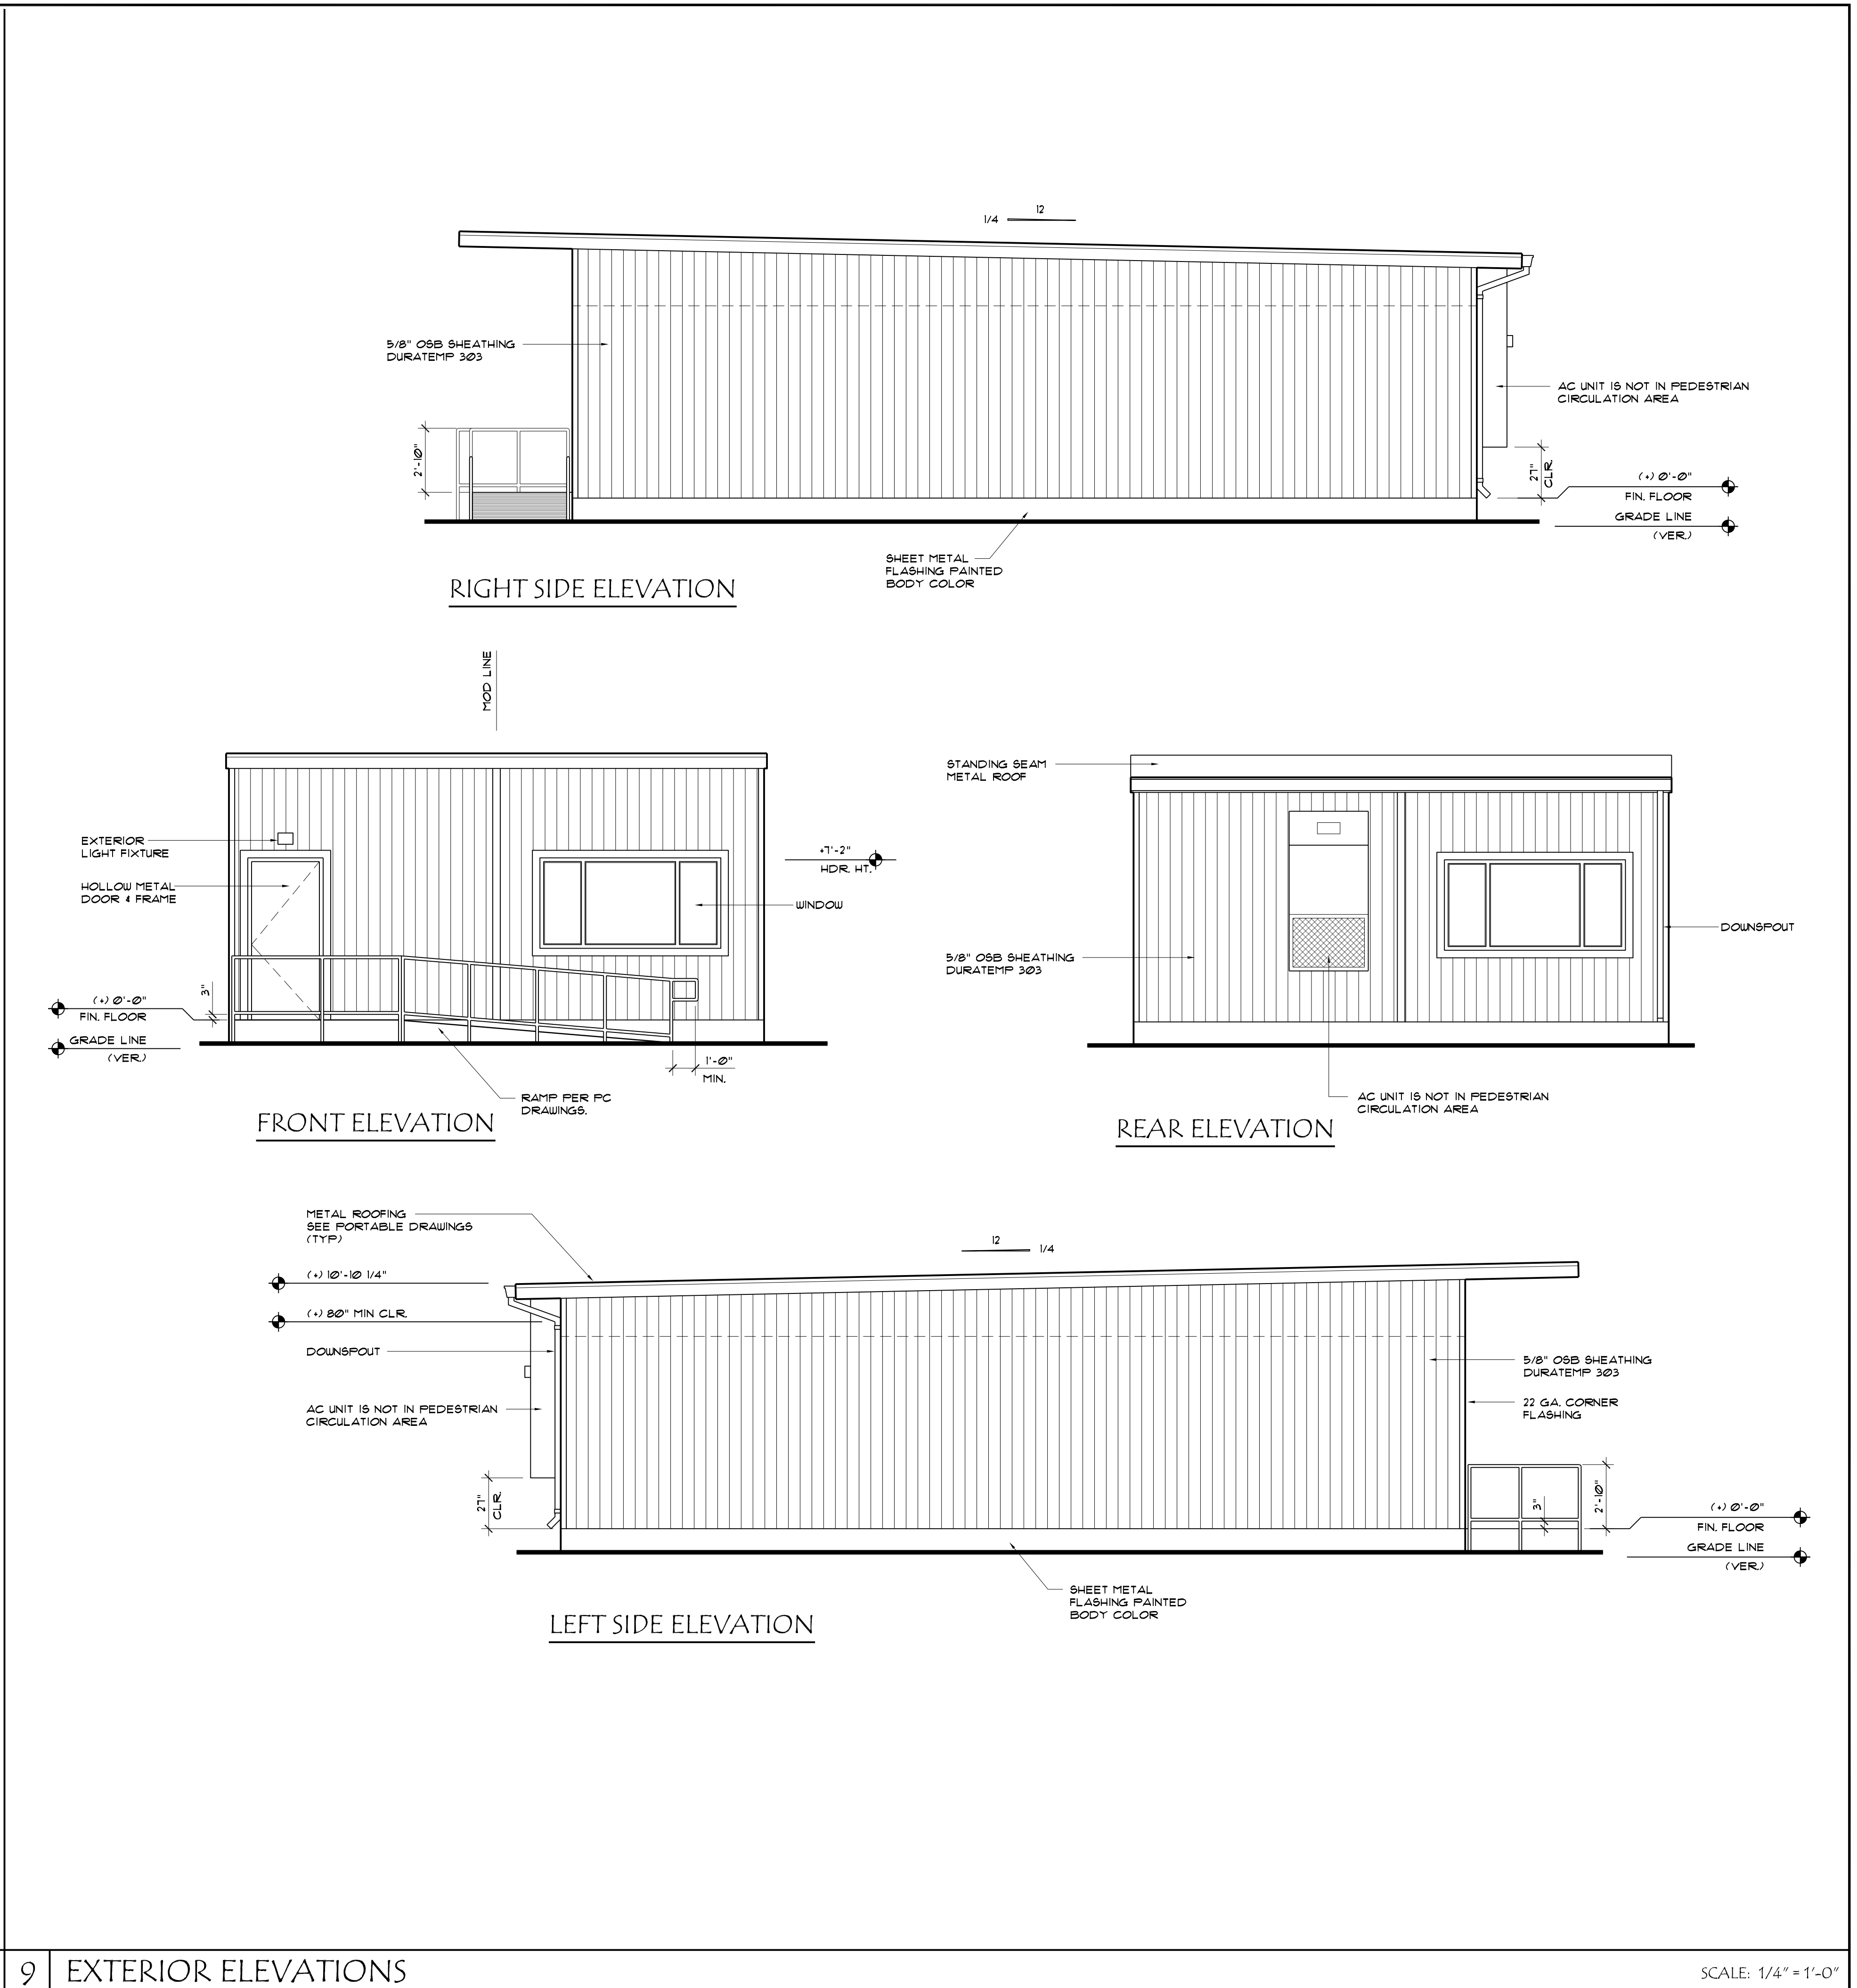 12
1/4
5/8" OSB SHEATHING
DURATEMP 303
AC UNIT IS NOT IN PEDESTRIAN
CIRCULATION AREA
2'-10"
27"
CLR.
(+) 0'-0"
FIN. FLOOR
GRADE LINE
(VER.)
SHEET METAL
FLASHING PAINTED
BODY COLOR
RIGHT SIDE ELEVATION
MOD LINE
EXTERIOR
LIGHT FIXTURE
HOLLOW METAL
DOOR & FRAME
+7'-2"
HDR. HT.
WINDOW
3"
(+) 0'-0"
FIN. FLOOR
GRADE LINE
(VER.)
1'-0"
MIN.
RAMP PER PC
DRAWINGS.
FRONT ELEVATION
STANDING SEAM
METAL ROOF
DOWNSPOUT
5/8" OSB SHEATHING
DURATEMP 303
AC UNIT IS NOT IN PEDESTRIAN
CIRCULATION AREA
REAR ELEVATION
METAL ROOFING
SEE PORTABLE DRAWINGS
(TYP)
12
1/4
(+) 10'-10 1/4"
(+) 80" MIN CLR.
DOWNSPOUT
AC UNIT IS NOT IN PEDESTRIAN
CIRCULATION AREA
5/8" OSB SHEATHING
DURATEMP 303
22 GA. CORNER
FLASHING
27"
CLR.
3"
2'-10"
(+) 0'-0"
FIN. FLOOR
GRADE LINE
(VER.)
SHEET METAL
FLASHING PAINTED
BODY COLOR
LEFT SIDE ELEVATION
9 EXTERIOR ELEVATIONS
SCALE: 1/4" = 1'-0"